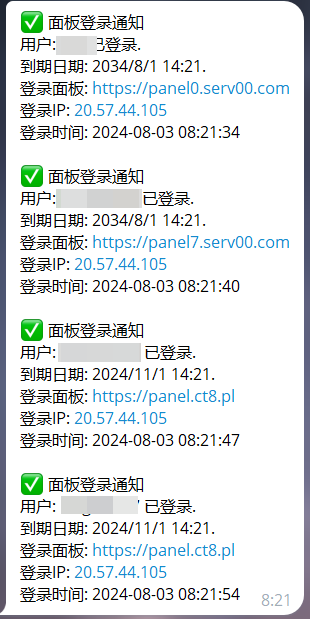 ✅ 面板登录通知
用户: 已登录.
到期日期: 2034/8/1 14:21.
登录面板: https://panel0.serv00.com
登录IP: 20.57.44.105
登录时间: 2024-08-03 08:21:34
✅ 面板登录通知
用户: 已登录.
到期日期: 2034/8/1 14:21.
登录面板: https://panel7.serv00.com
登录IP: 20.57.44.105
登录时间: 2024-08-03 08:21:40
✅ 面板登录通知
用户: 已登录.
到期日期: 2024/11/1 14:21.
登录面板: https://panel.ct8.pl
登录IP: 20.57.44.105
登录时间: 2024-08-03 08:21:47
✅ 面板登录通知
用户: 已登录.
到期日期: 2024/11/1 14:21.
登录面板: https://panel.ct8.pl
登录IP: 20.57.44.105
登录时间: 2024-08-03 08:21:54
8:21